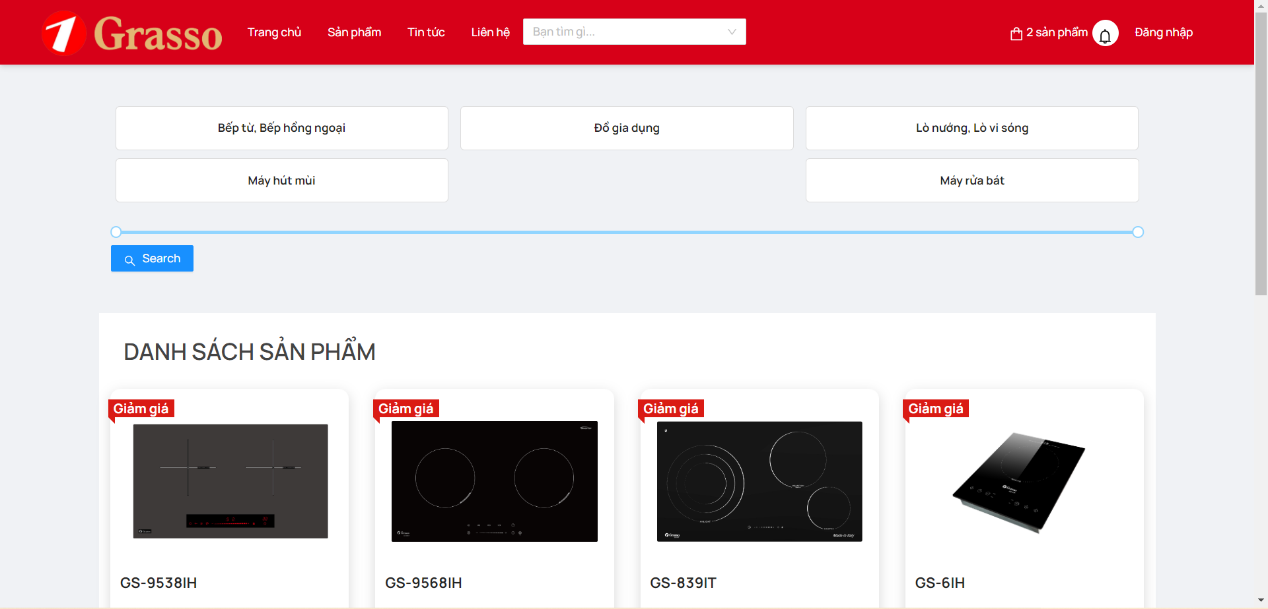 Grasso
Trang chủ
Sản phẩm
Tin tức
Liên hệ
Bạn tìm gì...
2 sản phẩm
Đăng nhập
Bếp từ, Bếp hồng ngoại
Đồ gia dụng
Lò nướng, Lò vi sóng
Máy hút mùi
Máy rửa bát
Search
DANH SÁCH SẢN PHẨM
Giảm giá
Giảm giá
Giảm giá
Giảm giá
GS-9538IH
GS-9568IH
GS-839IT
GS-6IH